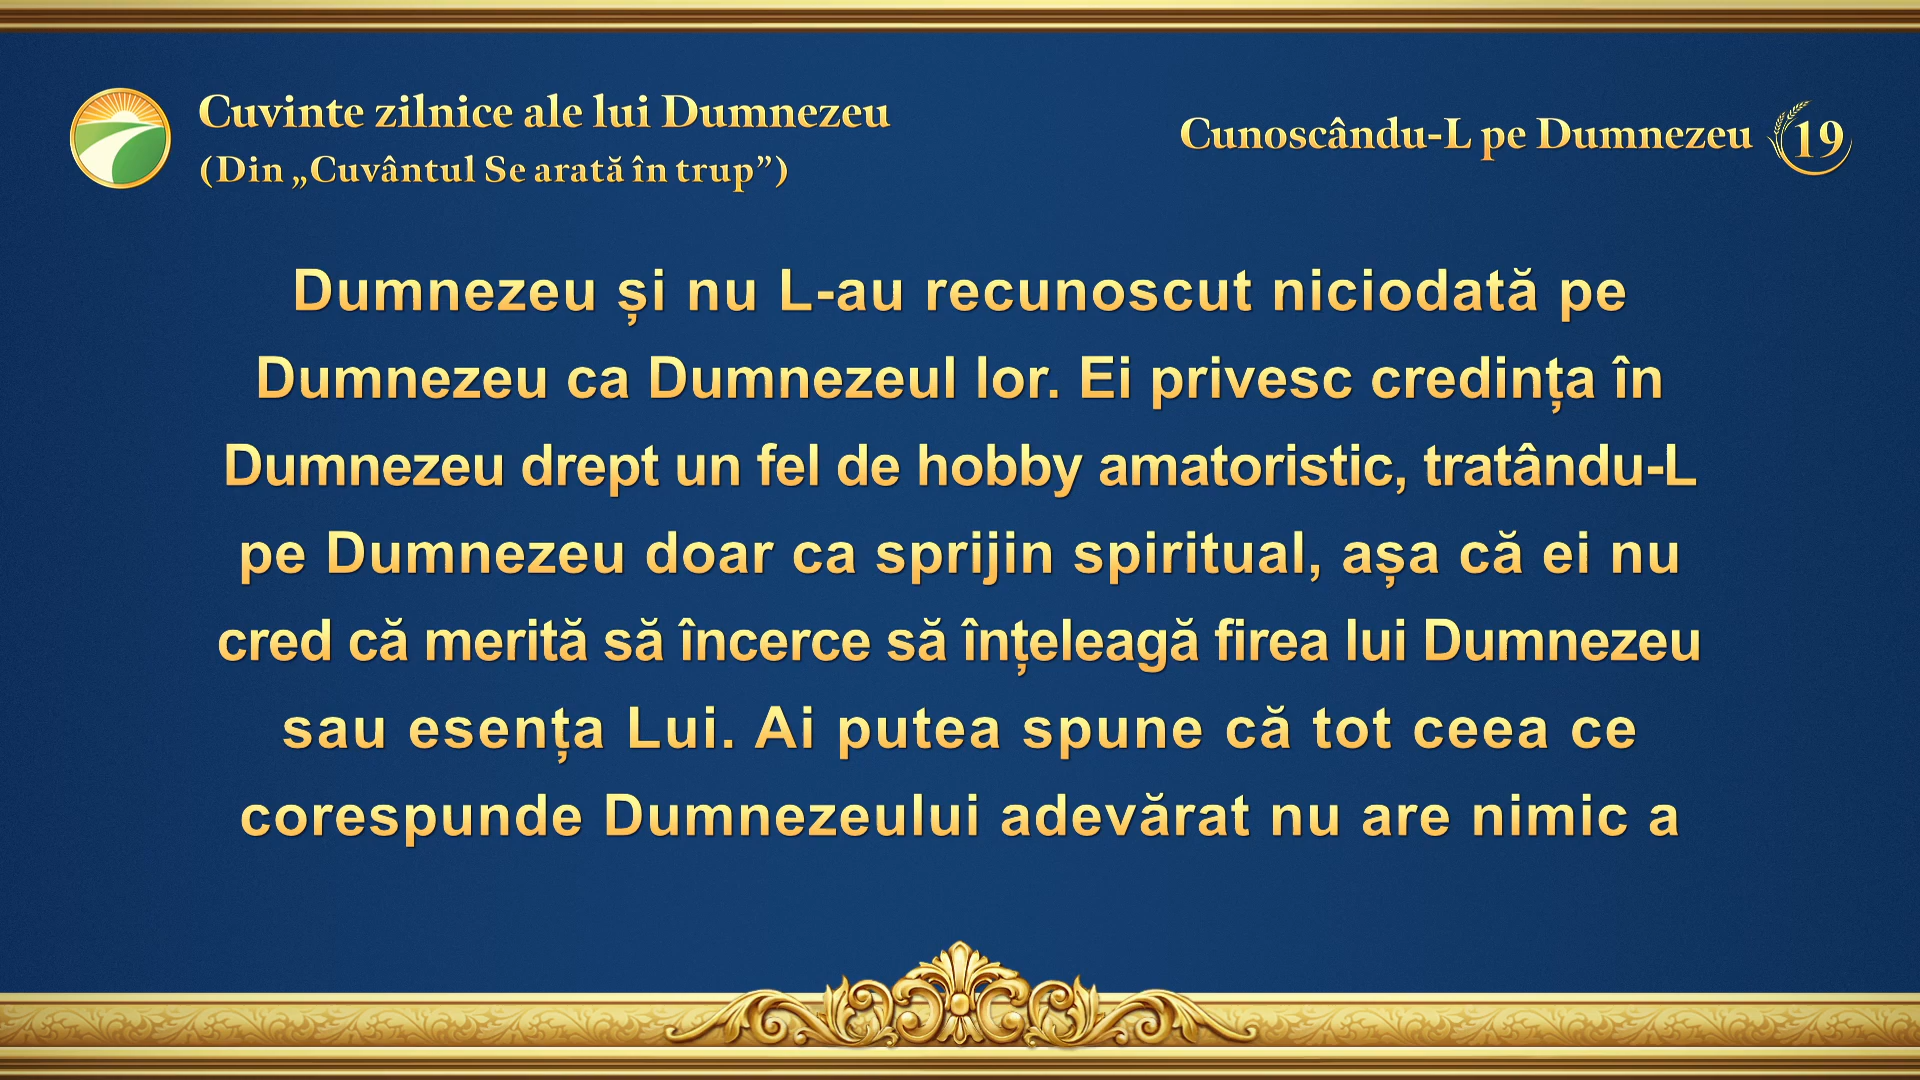 Cuvinte zilnice ale lui Dumnezeu
(Din „Cuvântul Se arată în trup”)
Cunoscându-L pe Dumnezeu 19
Dumnezeu și nu L-au recunoscut niciodată pe
Dumnezeu ca Dumnezeul lor. Ei privesc credința în
Dumnezeu drept un fel de hobby amatoristic, tratându-L
pe Dumnezeu doar ca sprijin spiritual, așa că ei nu
cred că merită să încerce să înțeleagă firea lui Dumnezeu
sau esența Lui. Ai putea spune că tot ceea ce
corespunde Dumnezeului adevărat nu are nimic a